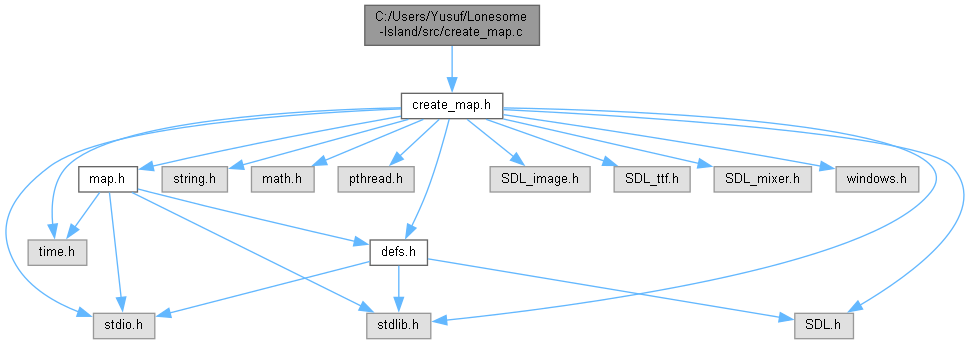 C:/Users/Yusuf/Lonesome
-Island/src/create_map.c
create_map.h
map.h
string.h
math.h
pthread.h
SDL_image.h
SDL_ttf.h
SDL_mixer.h
windows.h
time.h
defs.h
stdio.h
stdlib.h
SDL.h